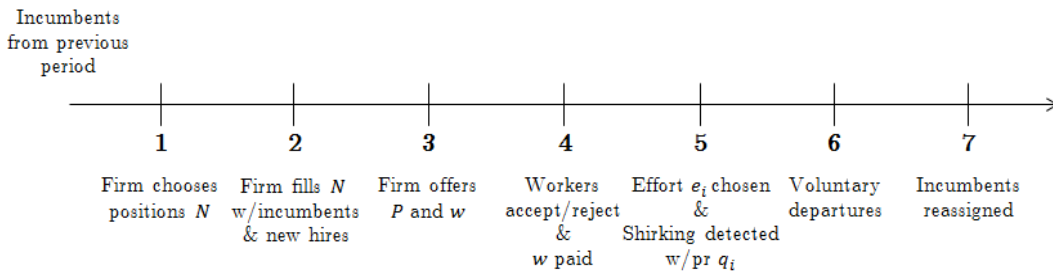 Incumbents
from previous
period
1
2
3
4
5
6
7
Firm chooses
positions N
Firm fills N
w/incumbents
& new hires
Firm offers
P and w
Workers
accept/reject
&
w paid
Effort e_i chosen
&
Shirking detected
w/pr q_i
Voluntary
departures
Incumbents
reassigned